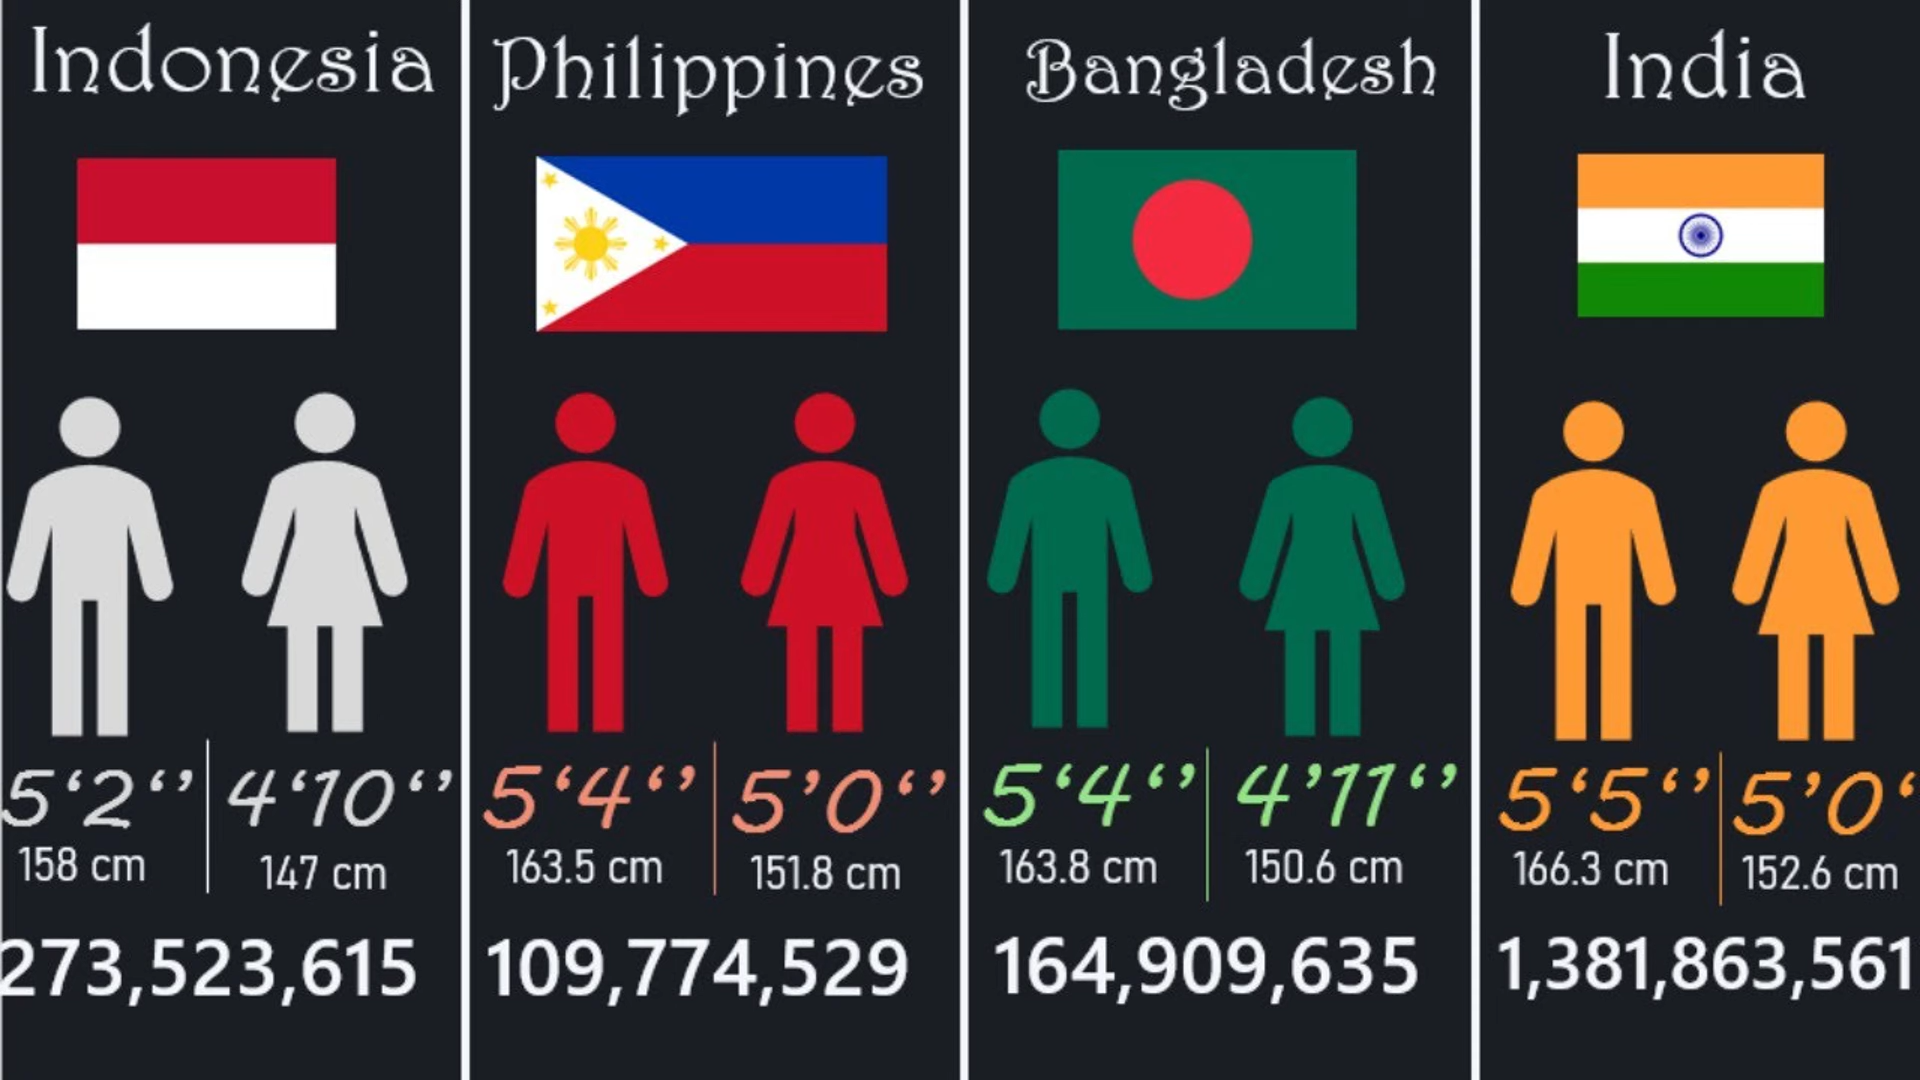 Indonesia
5‘2‘’ 4‘10‘’
158 cm 147 cm
273,523,615
Philippines
5‘4‘’ 5’0‘’
163.5 cm 151.8 cm
109,774,529
Bangladesh
5‘4‘’ 4’11‘’
163.8 cm 150.6 cm
164,909,635
India
5‘5‘’ 5’0‘
166.3 cm 152.6 cm
1,381,863,561